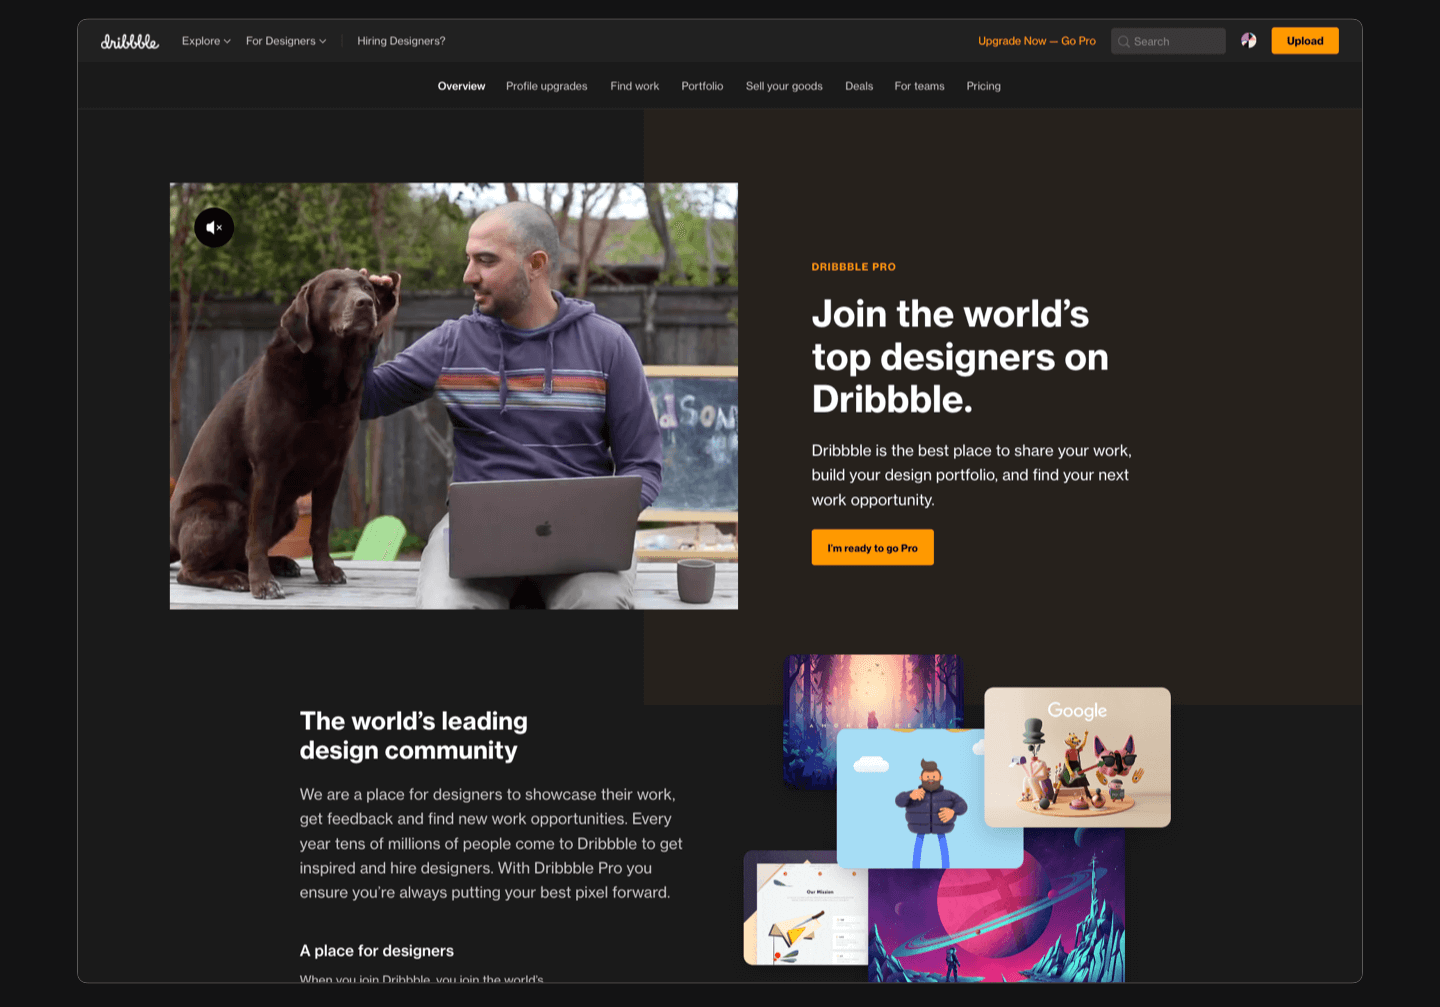 dribbble
Explore
For Designers
Hiring Designers?
Upgrade Now — Go Pro
Search
Upload
Overview
Profile upgrades
Find work
Portfolio
Sell your goods
Deals
For teams
Pricing
DRIBBBLE PRO
Join the world’s
top designers on
Dribbble.
Dribbble is the best place to share your work,
build your design portfolio, and find your next
work opportunity.
I’m ready to go Pro
The world’s leading
design community
We are a place for designers to showcase their work,
get feedback and find new work opportunities. Every
year tens of millions of people come to Dribbble to get
inspired and hire designers. With Dribbble Pro you
ensure you’re always putting your best pixel forward.
A place for designers
When you join Dribbble, you join the world’s
Google
Our Mission